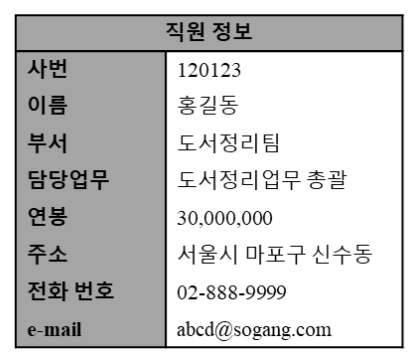 직원 정보
사번 120123
이름 홍길동
부서 도서정리팀
담당업무 도서정리업무 총괄
연봉 30,000,000
주소 서울시 마포구 신수동
전화 번호 02-888-9999
e-mail abcd@sogang.com